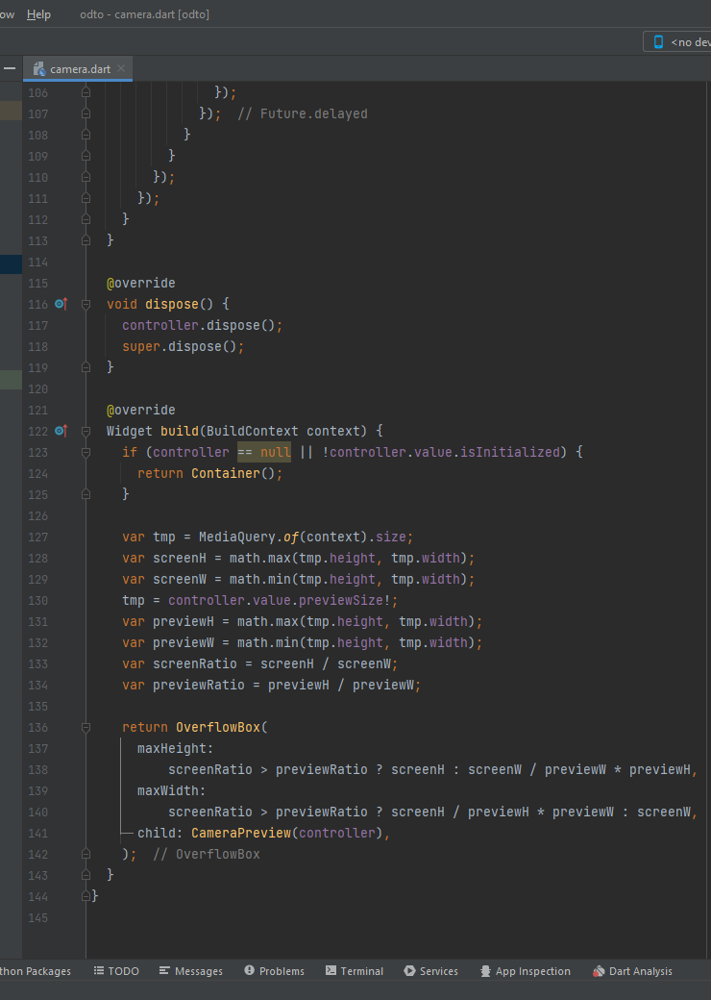 ow Help odto - camera.dart [odto]
<no dev
camera.dart
106 });
107 }); // Future.delayed
108 }
109 }
110 });
111 });
112 }
113 }
114
115 @override
116 void dispose() {
117 controller.dispose();
118 super.dispose();
119 }
120
121 @override
122 Widget build(BuildContext context) {
123 if (controller == null || !controller.value.isInitialized) {
124 return Container();
125 }
126
127 var tmp = MediaQuery.of(context).size;
128 var screenH = math.max(tmp.height, tmp.width);
129 var screenW = math.min(tmp.height, tmp.width);
130 tmp = controller.value.previewSize!;
131 var previewH = math.max(tmp.height, tmp.width);
132 var previewW = math.min(tmp.height, tmp.width);
133 var screenRatio = screenH / screenW;
134 var previewRatio = previewH / previewW;
135
136 return OverflowBox(
137 maxHeight:
138 screenRatio > previewRatio ? screenH : screenW / previewW * previewH,
139 maxWidth:
140 screenRatio > previewRatio ? screenH / previewH * previewW : screenW,
141 child: CameraPreview(controller),
142 ); // OverflowBox
143 }
144 }
145
thon Packages TODO Messages Problems Terminal Services App Inspection Dart Analysis